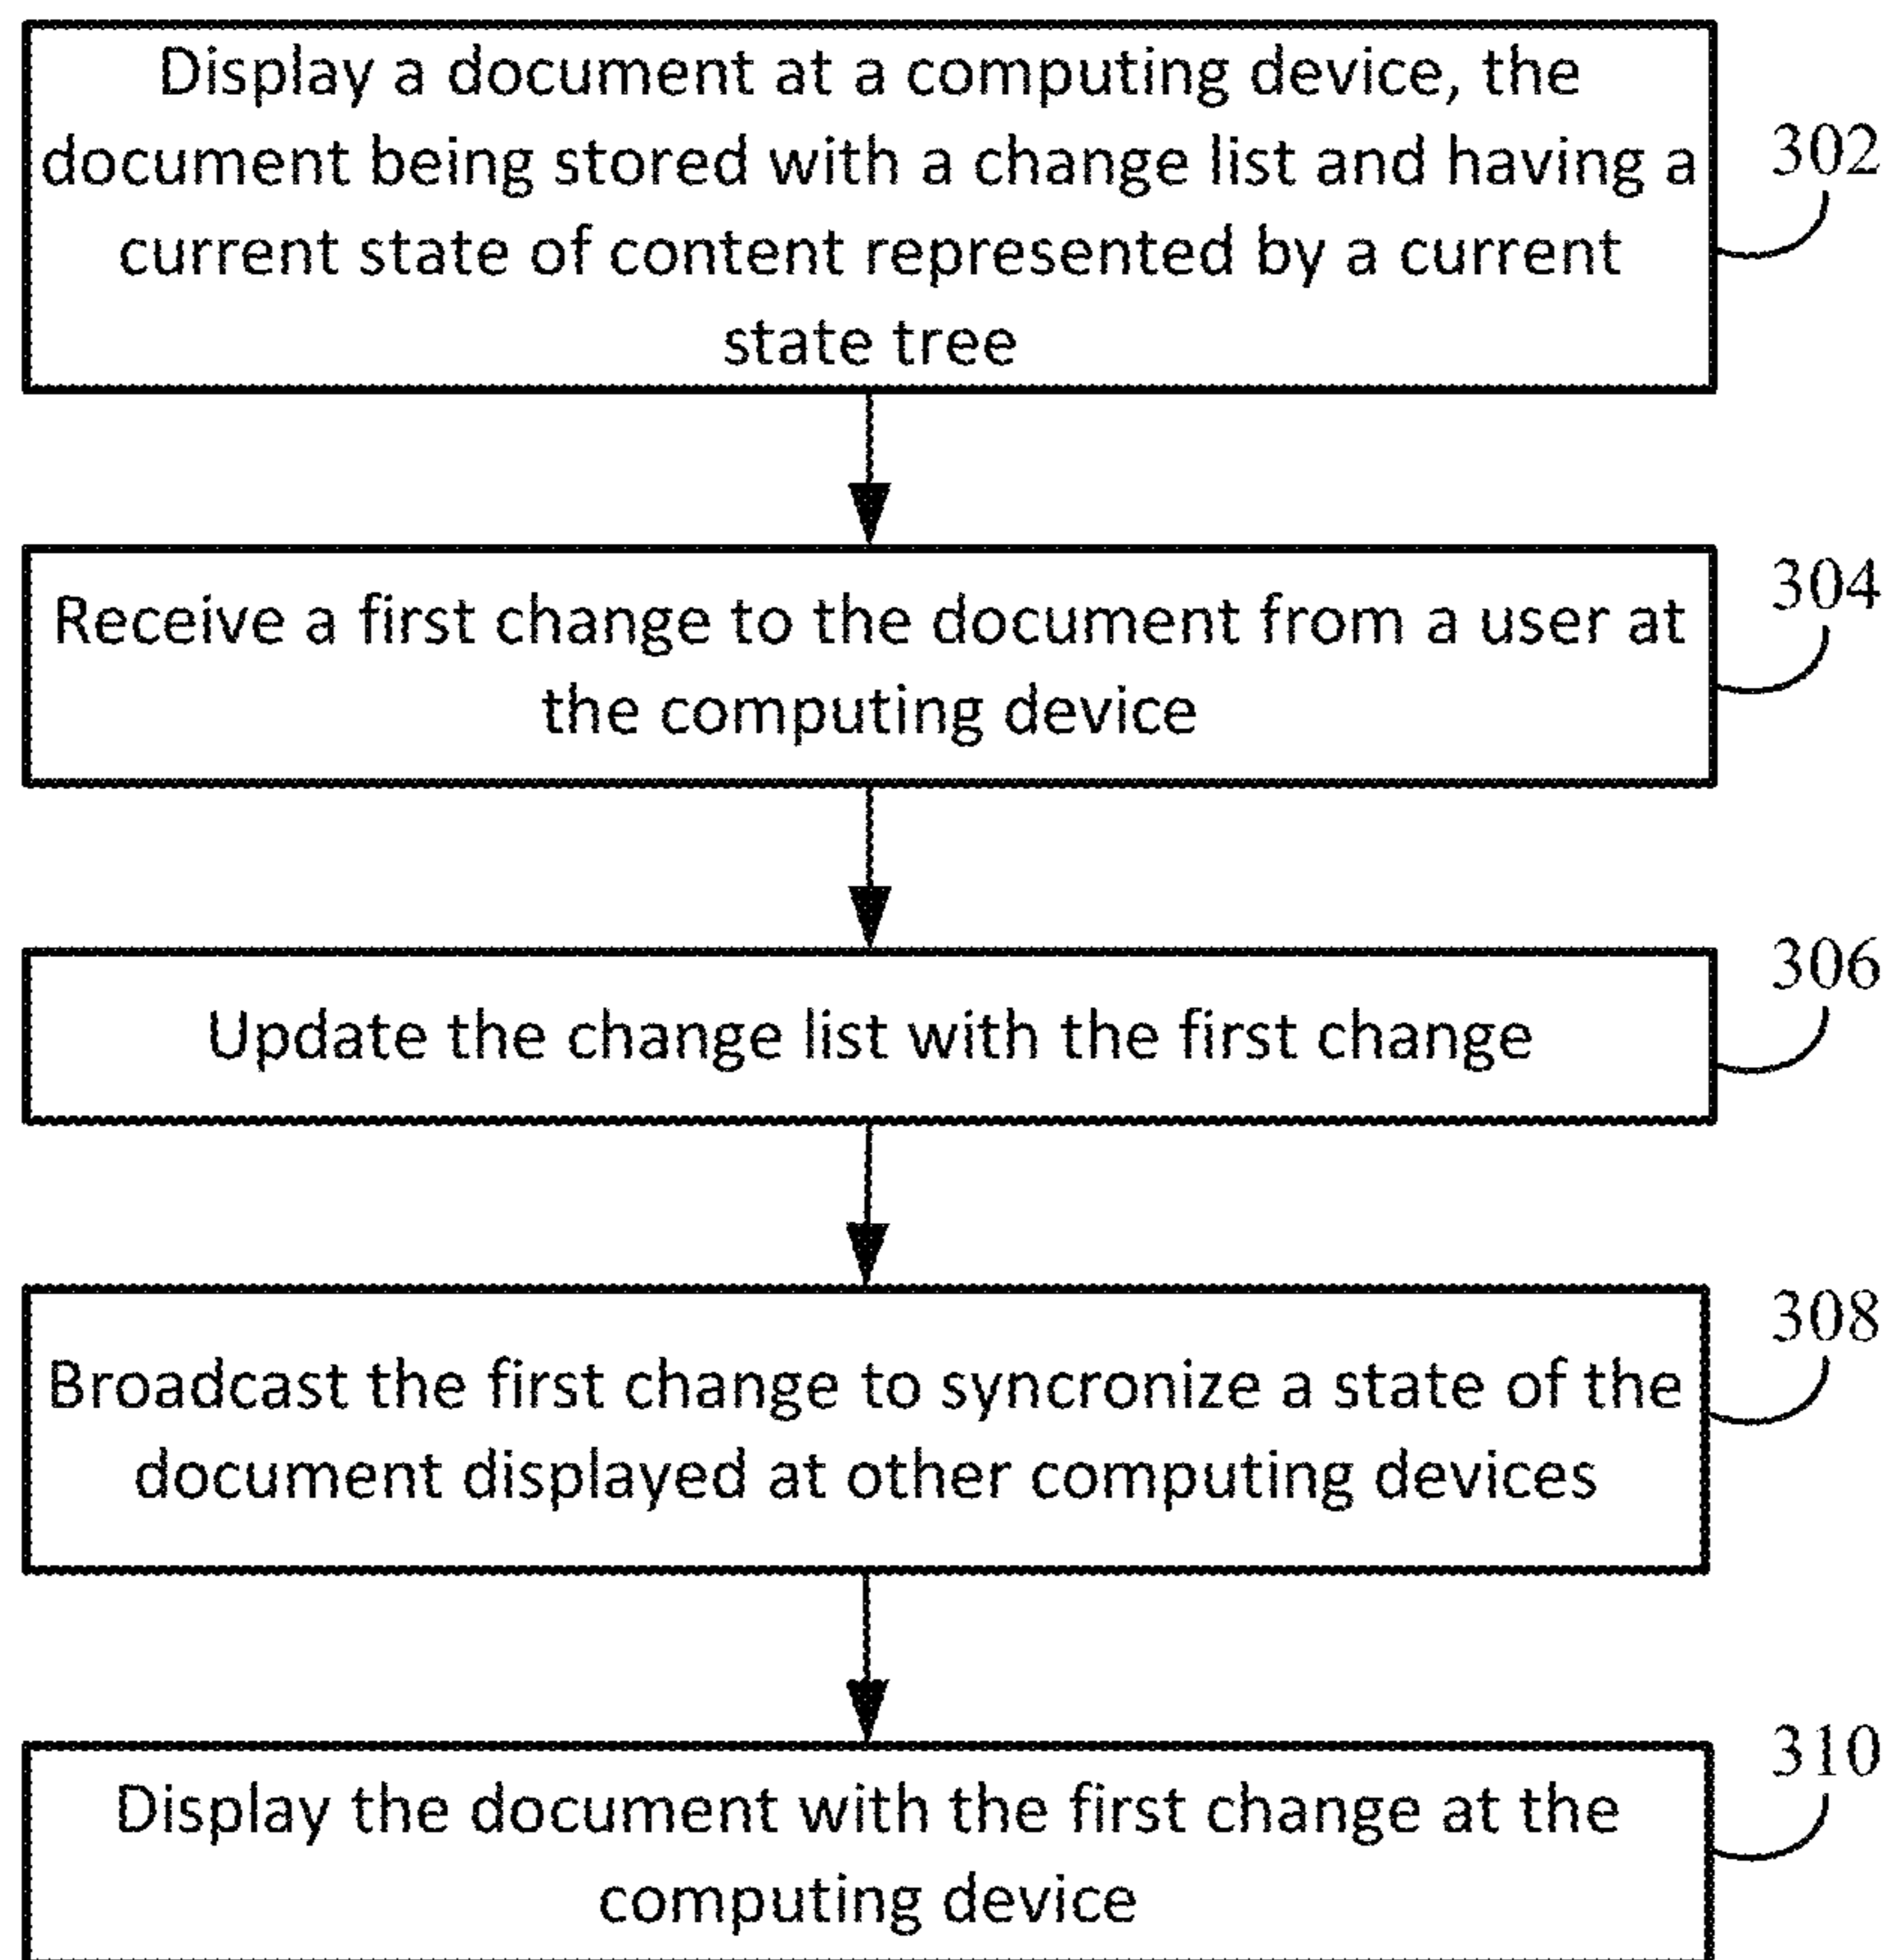 Display a document at a computing device, the
document being stored with a change list and having a
current state of content represented by a current
state tree
302
Receive a first change to the document from a user at
the computing device
304
Update the change list with the first change
306
Broadcast the first change to syncronize a state of the
document displayed at other computing devices
308
Display the document with the first change at the
computing device
310